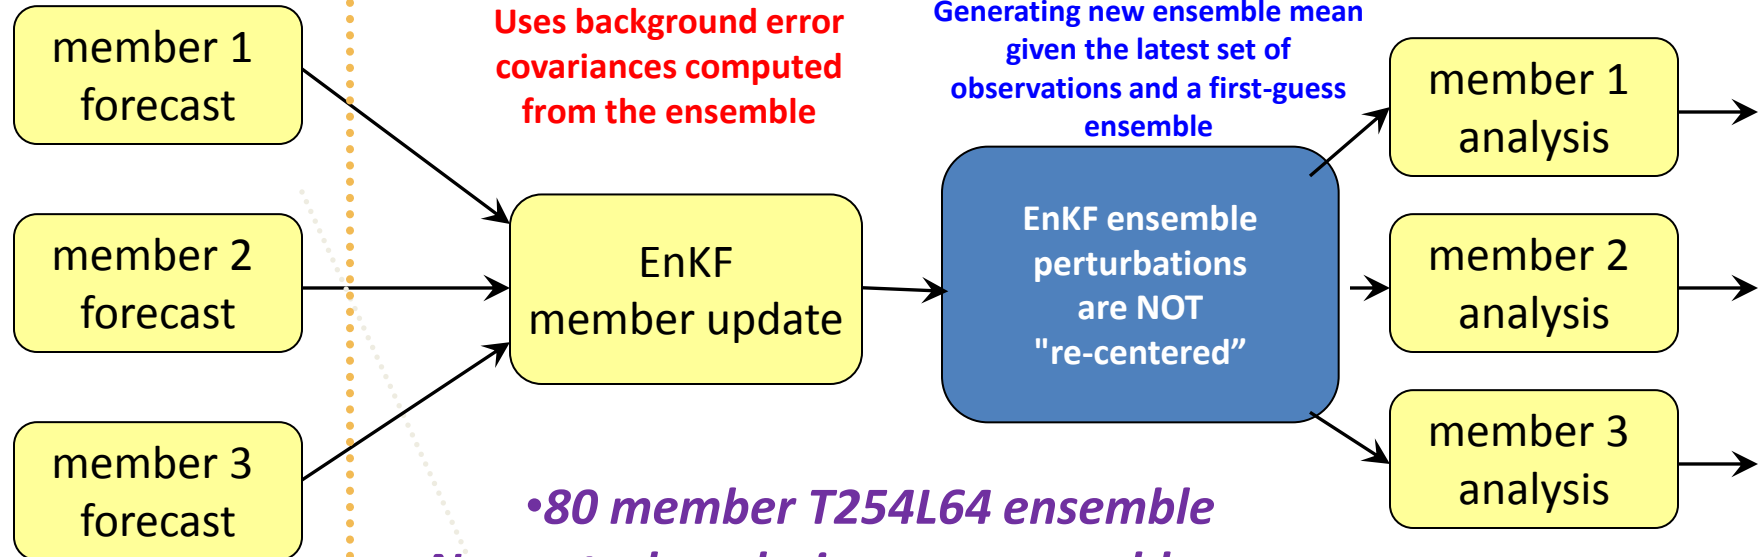 member 1
forecast
member 2
forecast
member 3
forecast
Uses background error
covariances computed
from the ensemble
EnKF
member update
Generating new ensemble mean
given the latest set of
observations and a first-guess
ensemble
EnKF ensemble
perturbations
are NOT
"re-centered”
member 1
analysis
member 2
analysis
member 3
analysis
•80 member T254L64 ensemble